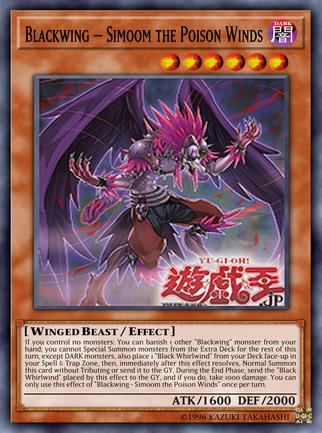 Blackwing – Simoom the Poison Winds
DARK
闇
YU-GI-OH!
遊戯王
.JP
[ Winged Beast / Effect ]
If you control no monsters: You can banish 1 other "Blackwing" monster from your
hand; you cannot Special Summon monsters from the Extra Deck for the rest of this
turn, except DARK monsters, also place 1 "Black Whirlwind" from your Deck face-up in
your Spell & Trap Zone, then, immediately after this effect resolves, Normal Summon
this card without Tributing or send it to the GY. During the End Phase, send the "Black
Whirlwind" placed by this effect to the GY, and if you do, take 1000 damage. You can
only use this effect of "Blackwing - Simoom the Poison Winds" once per turn.
ATK/1600 DEF/2000
©1996 KAZUKI TAKAHASHI